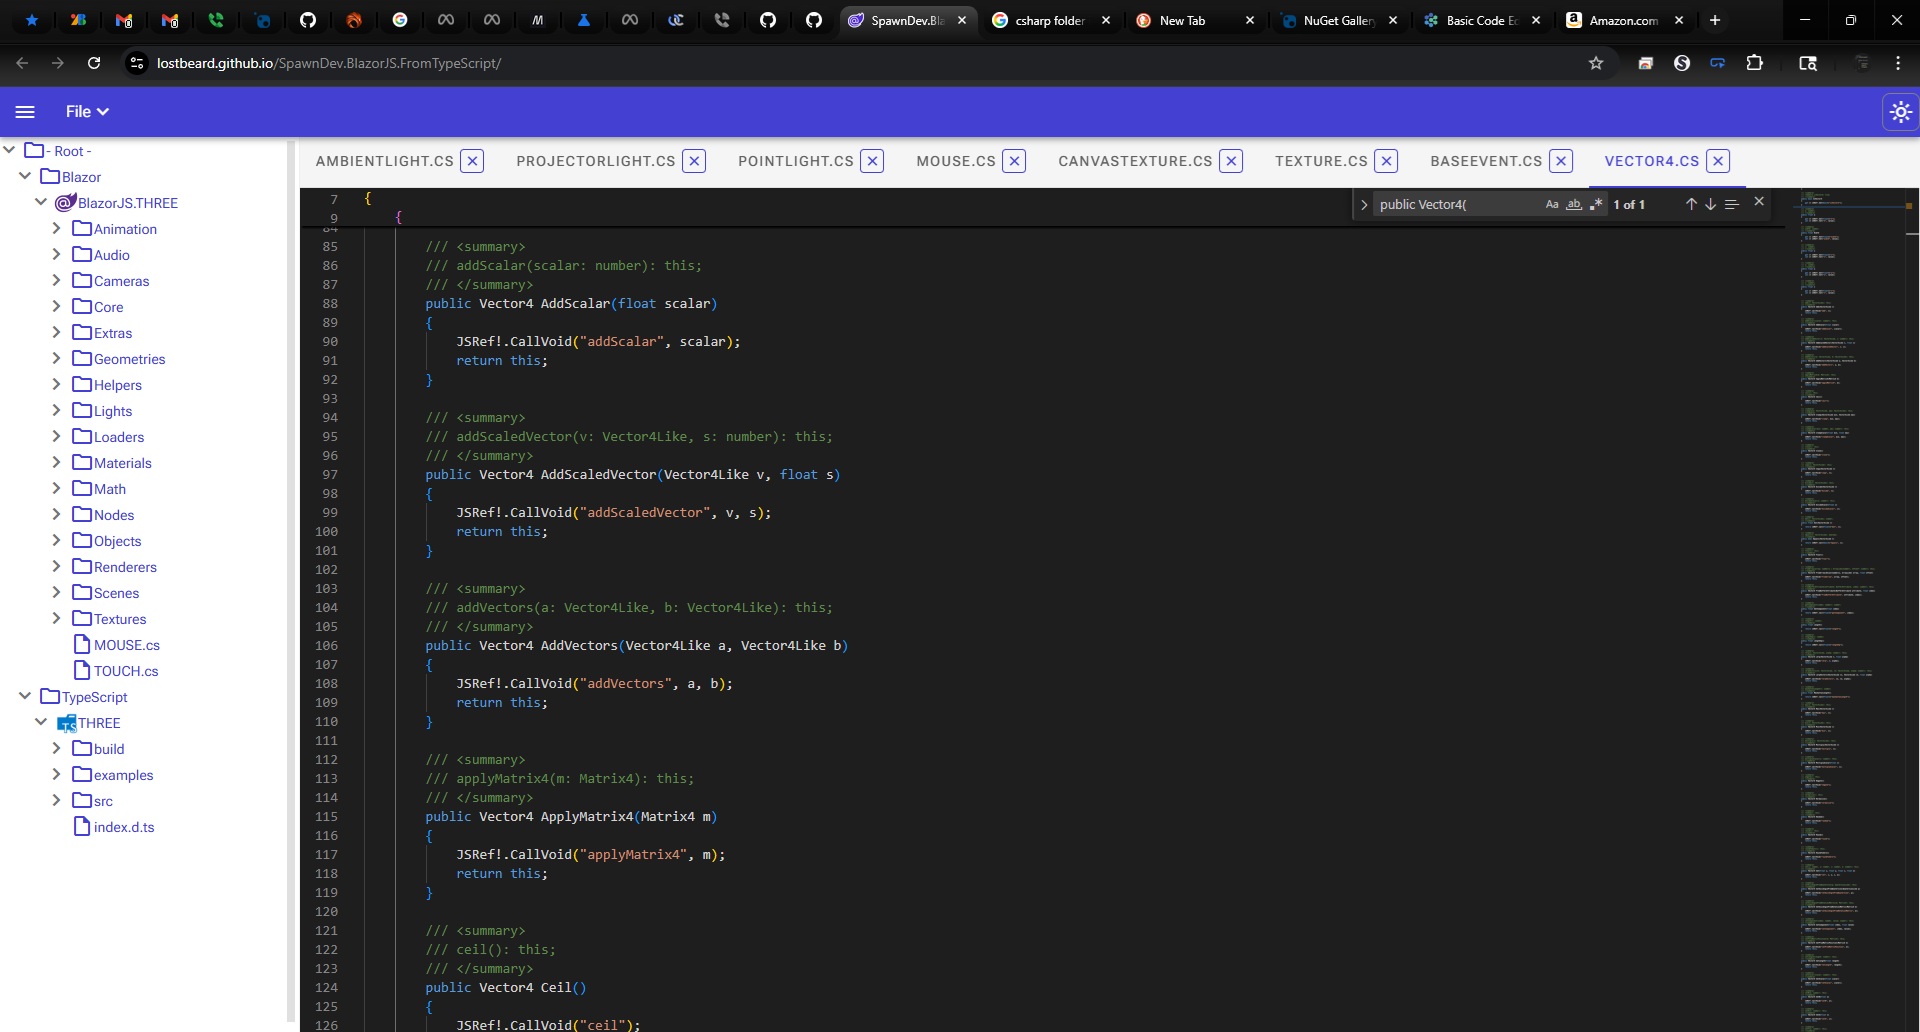 SpawnDev.Bla
csharp folder
New Tab
NuGet Galler
Basic Code Ed
Amazon.com
lostbeard.github.io/SpawnDev.BlazorJS.FromTypeScript/
File
- Root -
Blazor
BlazorJS.THREE
Animation
Audio
Cameras
Core
Extras
Geometries
Helpers
Lights
Loaders
Materials
Math
Nodes
Objects
Renderers
Scenes
Textures
MOUSE.cs
TOUCH.cs
TypeScript
THREE
build
examples
src
index.d.ts
AMBIENTLIGHT.CS
PROJECTORLIGHT.CS
POINTLIGHT.CS
MOUSE.CS
CANVASTEXTURE.CS
TEXTURE.CS
BASEEVENT.CS
VECTOR4.CS
public Vector4(
Aa ab 1 of 1
7 {
9 {
84
85 /// <summary>
86 /// addScalar(scalar: number): this;
87 /// </summary>
88 public Vector4 AddScalar(float scalar)
89 {
90 JSRef!.CallVoid("addScalar", scalar);
91 return this;
92 }
93
94 /// <summary>
95 /// addScaledVector(v: Vector4Like, s: number): this;
96 /// </summary>
97 public Vector4 AddScaledVector(Vector4Like v, float s)
98 {
99 JSRef!.CallVoid("addScaledVector", v, s);
100 return this;
101 }
102
103 /// <summary>
104 /// addVectors(a: Vector4Like, b: Vector4Like): this;
105 /// </summary>
106 public Vector4 AddVectors(Vector4Like a, Vector4Like b)
107 {
108 JSRef!.CallVoid("addVectors", a, b);
109 return this;
110 }
111
112 /// <summary>
113 /// applyMatrix4(m: Matrix4): this;
114 /// </summary>
115 public Vector4 ApplyMatrix4(Matrix4 m)
116 {
117 JSRef!.CallVoid("applyMatrix4", m);
118 return this;
119 }
120
121 /// <summary>
122 /// ceil(): this;
123 /// </summary>
124 public Vector4 Ceil()
125 {
126 JSRef!.CallVoid("ceil");